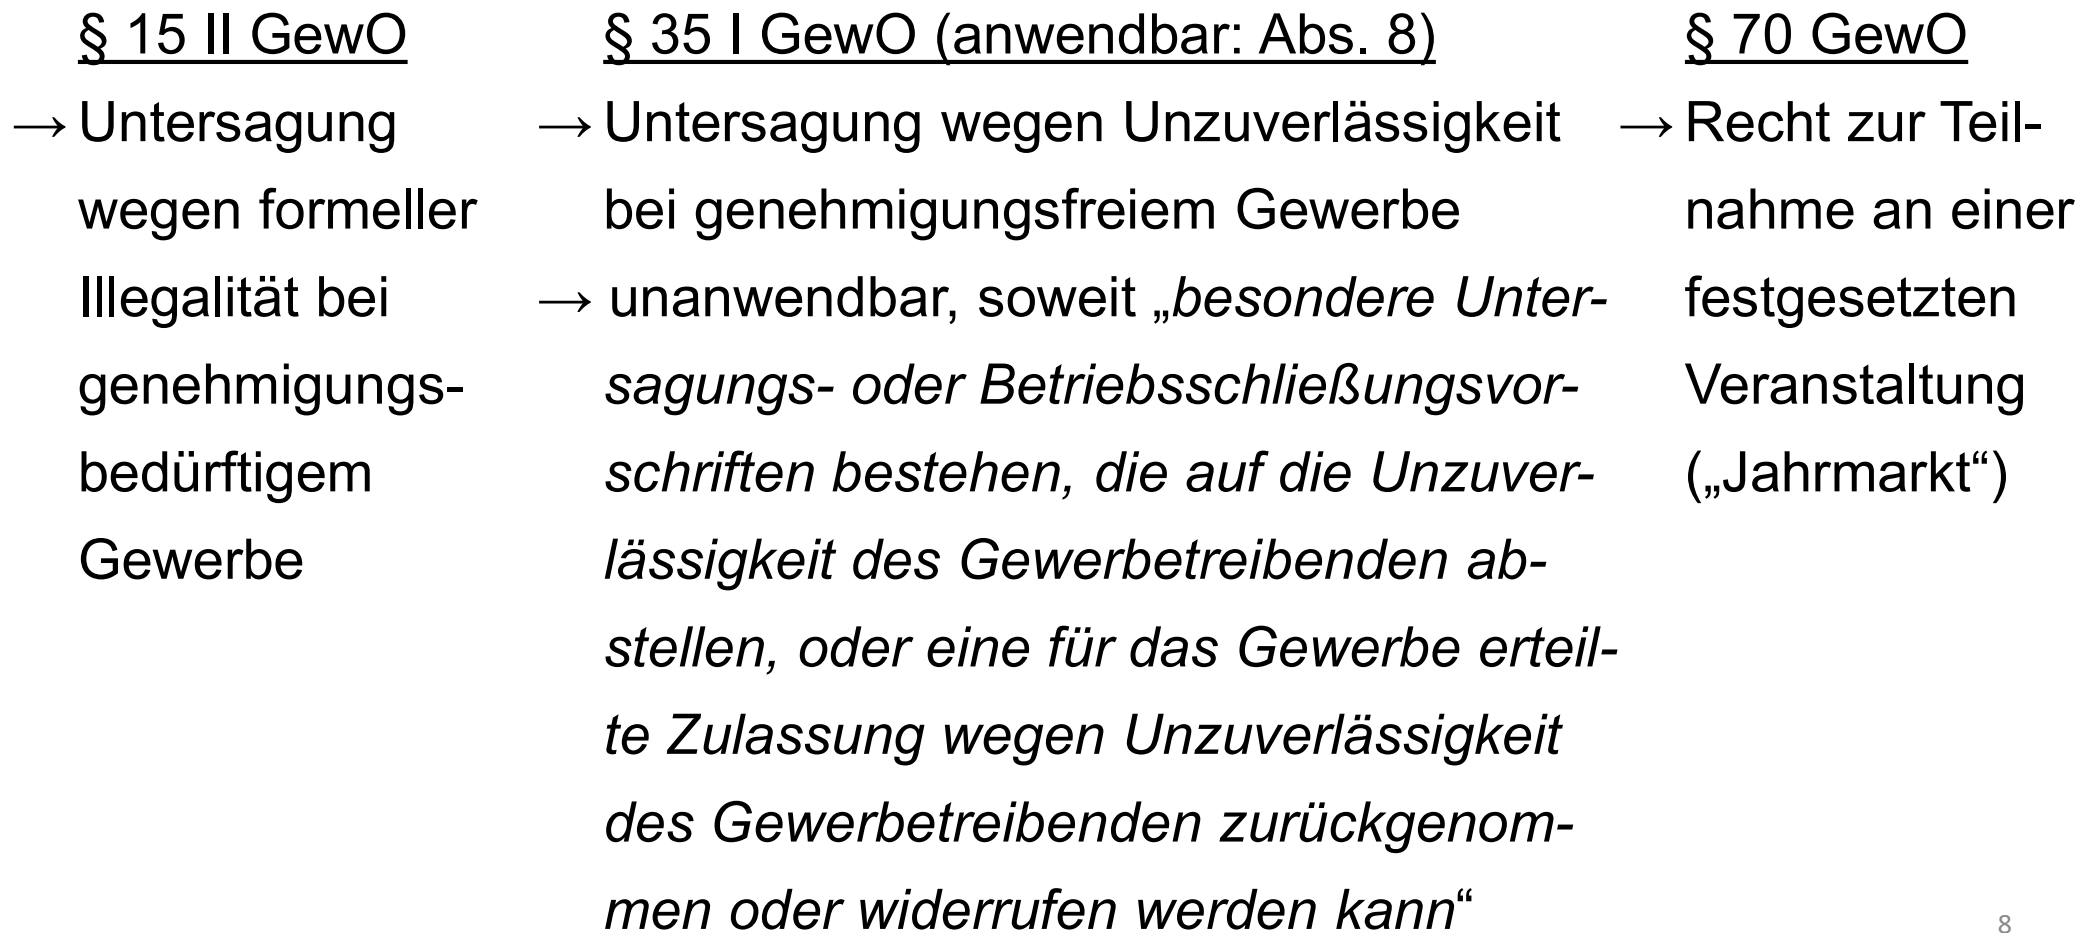 § 15 II GewO
→ Untersagung
wegen formeller
Illegalität bei
genehmigungs-
bedürftigem
Gewerbe
§ 35 I GewO (anwendbar: Abs. 8)
→ Untersagung wegen Unzuverlässigkeit
bei genehmigungsfreiem Gewerbe
→ unanwendbar, soweit „besondere Unter-
sagungs- oder Betriebsschließungsvor-
schriften bestehen, die auf die Unzuver-
lässigkeit des Gewerbetreibenden ab-
stellen, oder eine für das Gewerbe erteil-
te Zulassung wegen Unzuverlässigkeit
des Gewerbetreibenden zurückgenom-
men oder widerrufen werden kann“
§ 70 GewO
→ Recht zur Teil-
nahme an einer
festgesetzten
Veranstaltung
(„Jahrmarkt“)
8